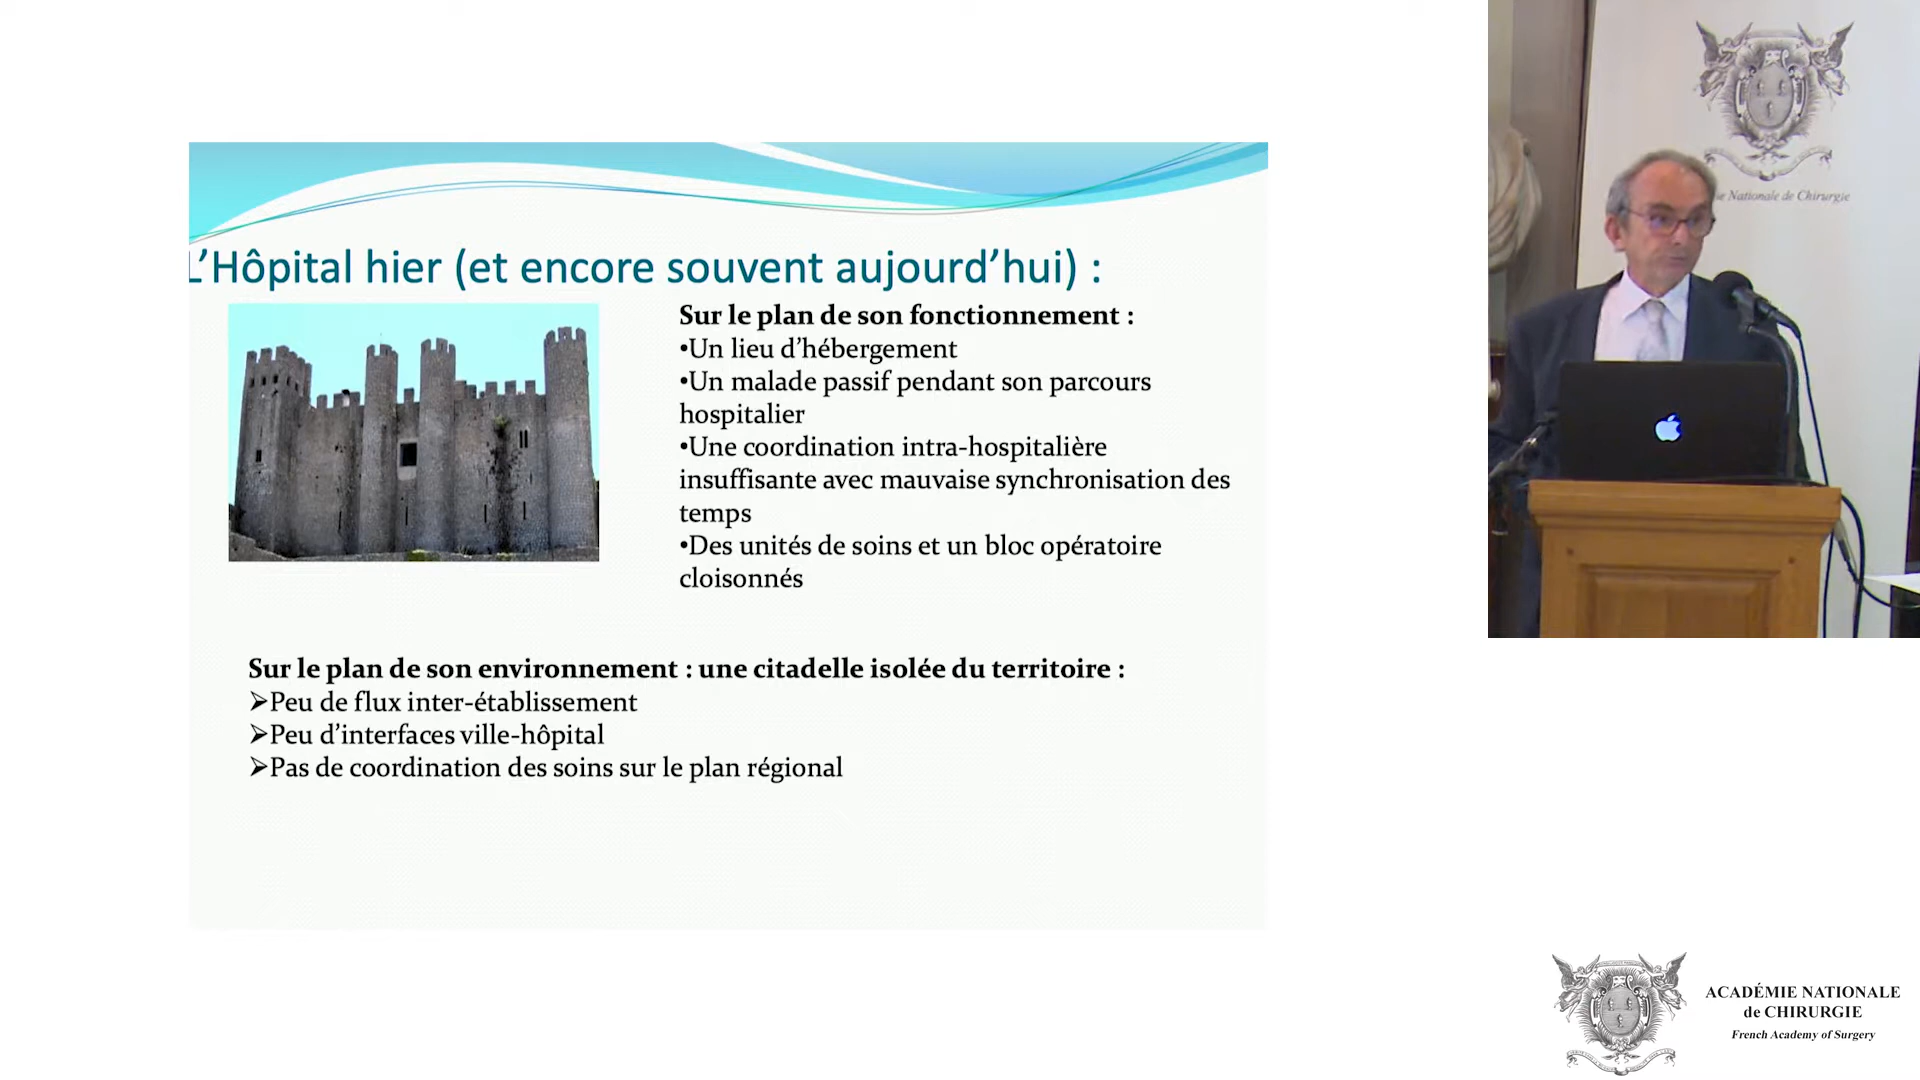 L'Hôpital hier (et encore souvent aujourd'hui) :
Sur le plan de son fonctionnement :
•Un lieu d'hébergement
•Un malade passif pendant son parcours
hospitalier
•Une coordination intra-hospitalière
insuffisante avec mauvaise synchronisation des
temps
•Des unités de soins et un bloc opératoire
cloisonnés
Sur le plan de son environnement : une citadelle isolée du territoire :
➢Peu de flux inter-établissement
➢Peu d'interfaces ville-hôpital
➢Pas de coordination des soins sur le plan régional
Nationale de Chirurgie
ACADÉMIE NATIONALE
de CHIRURGIE
French Academy of Surgery